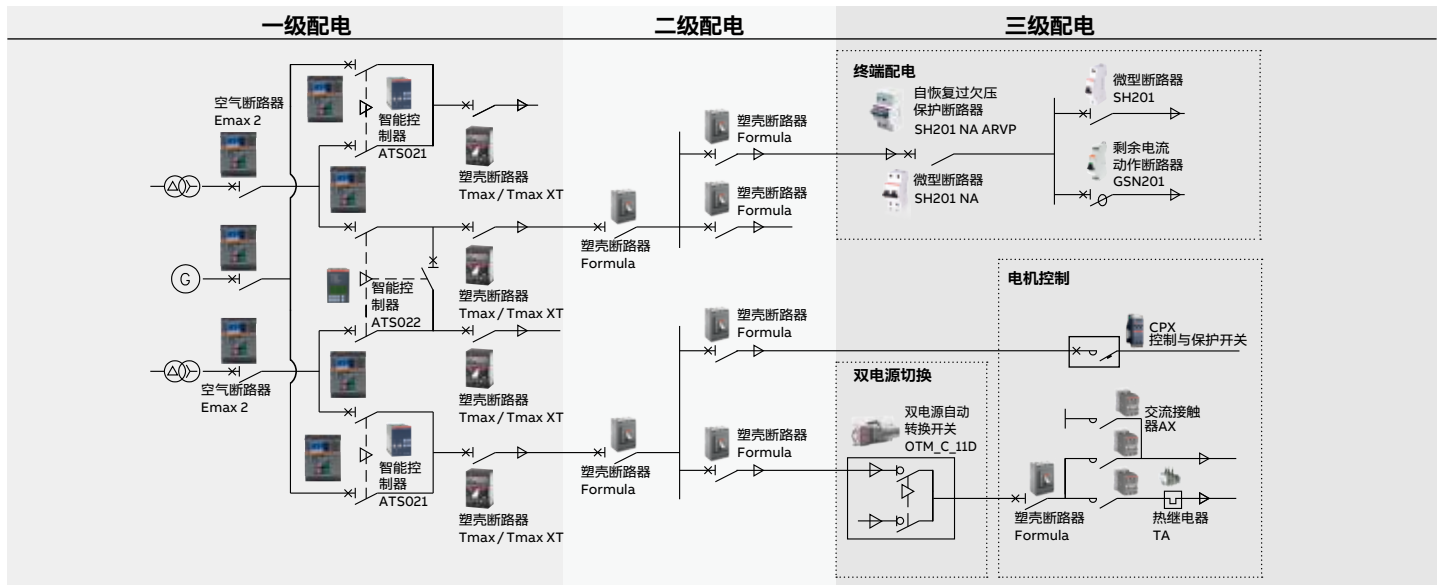 一级配电
二级配电
三级配电
空气断路器
Emax 2
智能控
制器
ATS021
塑壳断路器
Tmax / Tmax XT
G
智能控
制器
ATS022
塑壳断路器
Tmax / Tmax XT
空气断路器
Emax 2
塑壳断路器
Tmax / Tmax XT
智能控
制器
ATS021
塑壳断路器
Tmax / Tmax XT
塑壳断路器
Formula
塑壳断路器
Formula
塑壳断路器
Formula
塑壳断路器
Formula
塑壳断路器
Formula
塑壳断路器
Formula
终端配电
自恢复过欠压
保护断路器
SH201 NA ARVP
微型断路器
SH201 NA
微型断路器
SH201
剩余电流
动作断路器
GSN201
电机控制
CPX
控制与保护开关
双电源切换
双电源自动
转换开关
OTM_C_11D
交流接触
器AX
塑壳断路器
Formula
热继电器
TA